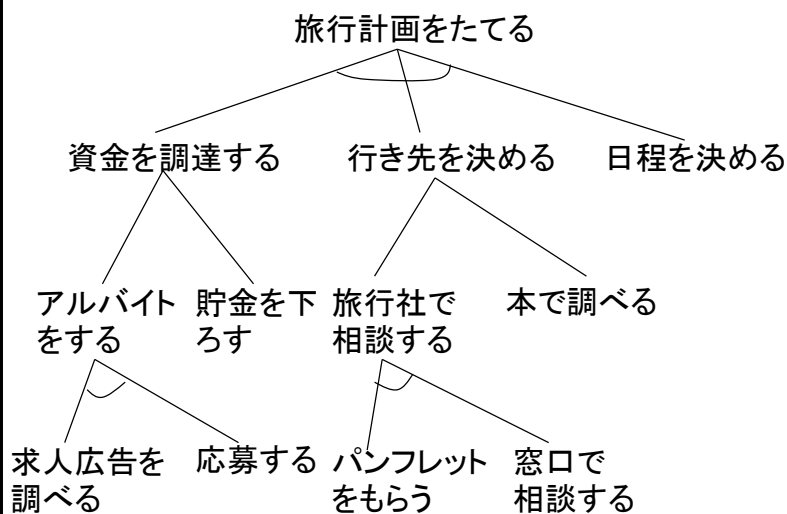 旅行計画をたてる
資金を調達する 行き先を決める 日程を決める
アルバイト 貯金を下 旅行社で 本で調べる
をする ろす 相談する
求人広告を 応募する パンフレット 窓口で
調べる をもらう 相談する